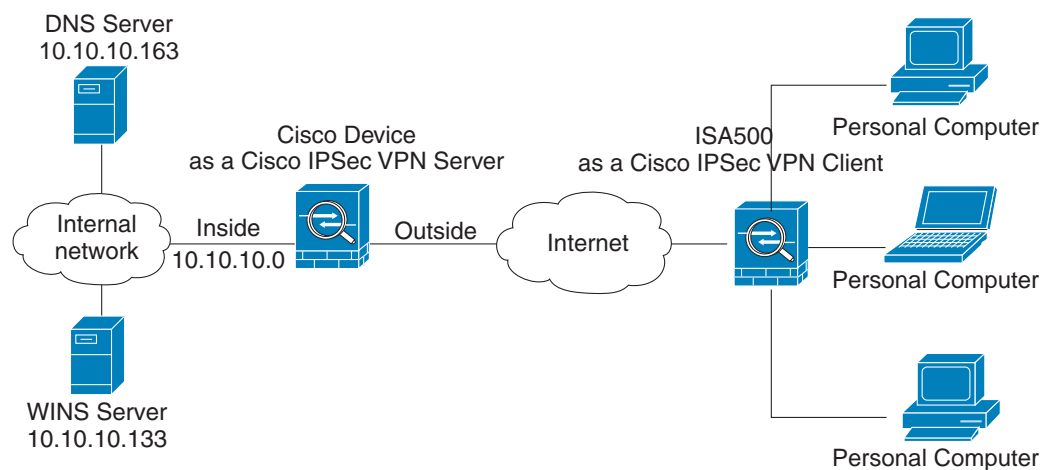 DNS Server
10.10.10.163
Cisco Device
as a Cisco IPSec VPN Server
ISA500
as a Cisco IPSec VPN Client
Personal Computer
Internal
network
Inside
10.10.10.0
Outside
Internet
Personal Computer
WINS Server
10.10.10.133
Personal Computer